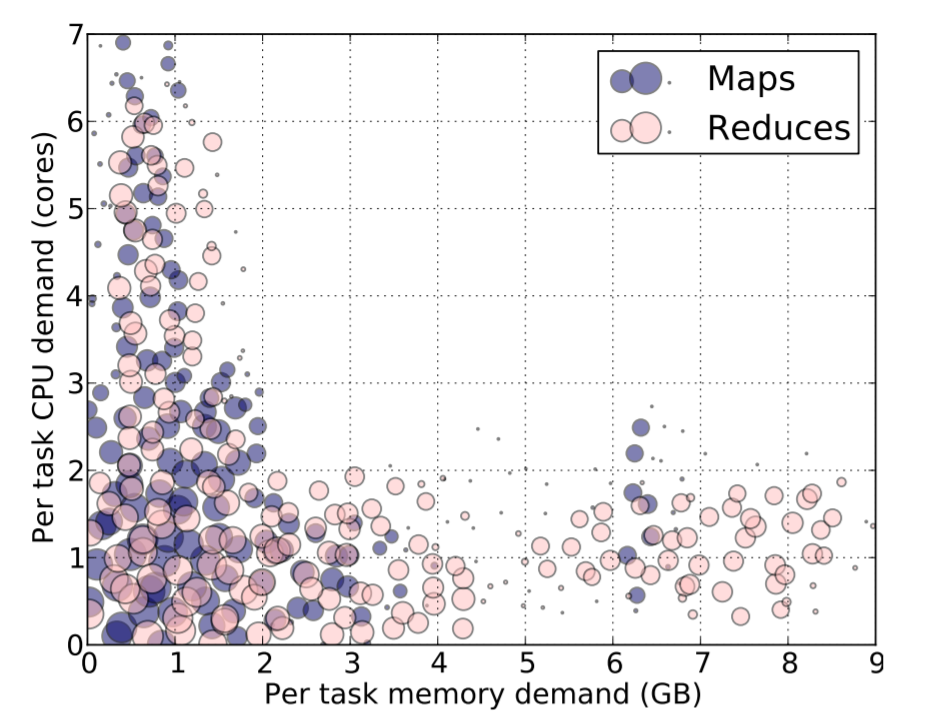 7
6
5
4
3
2
1
0
Per task CPU demand (cores)
Maps
Reduces
0 1 2 3 4 5 6 7 8 9
Per task memory demand (GB)